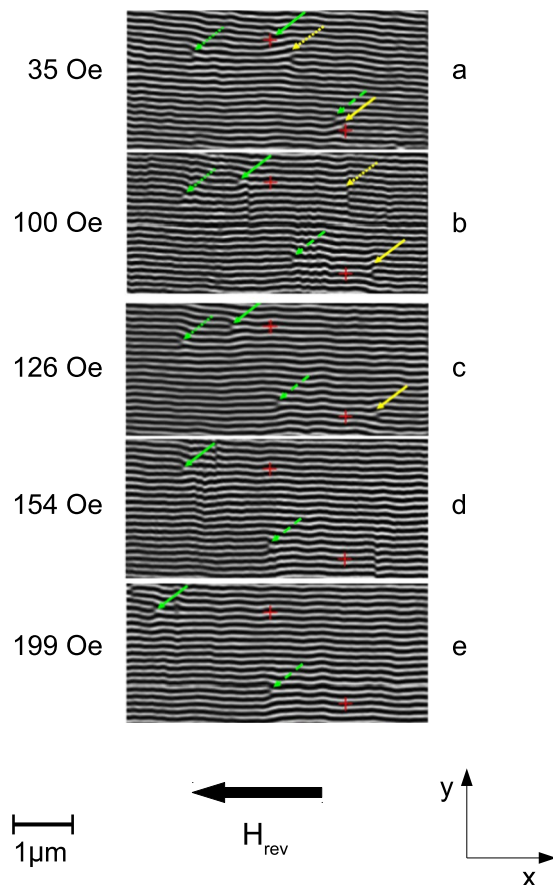 35 Oe a
100 Oe b
126 Oe c
154 Oe d
199 Oe e
1μm
H_rev
y
x